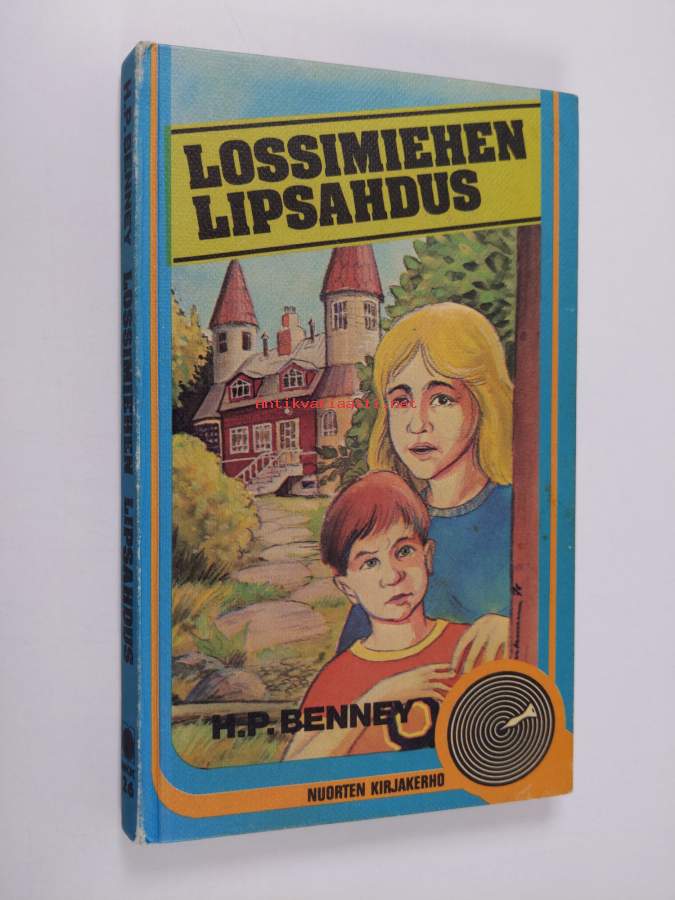 LOSSIMIEHEN
LIPSAHDUS
Antikvariaatti.net
H.P. BENNEY
NUORTEN KIRJAKERHO
H.P. BENNEY LOSSIMIEHEN LIPSAHDUS